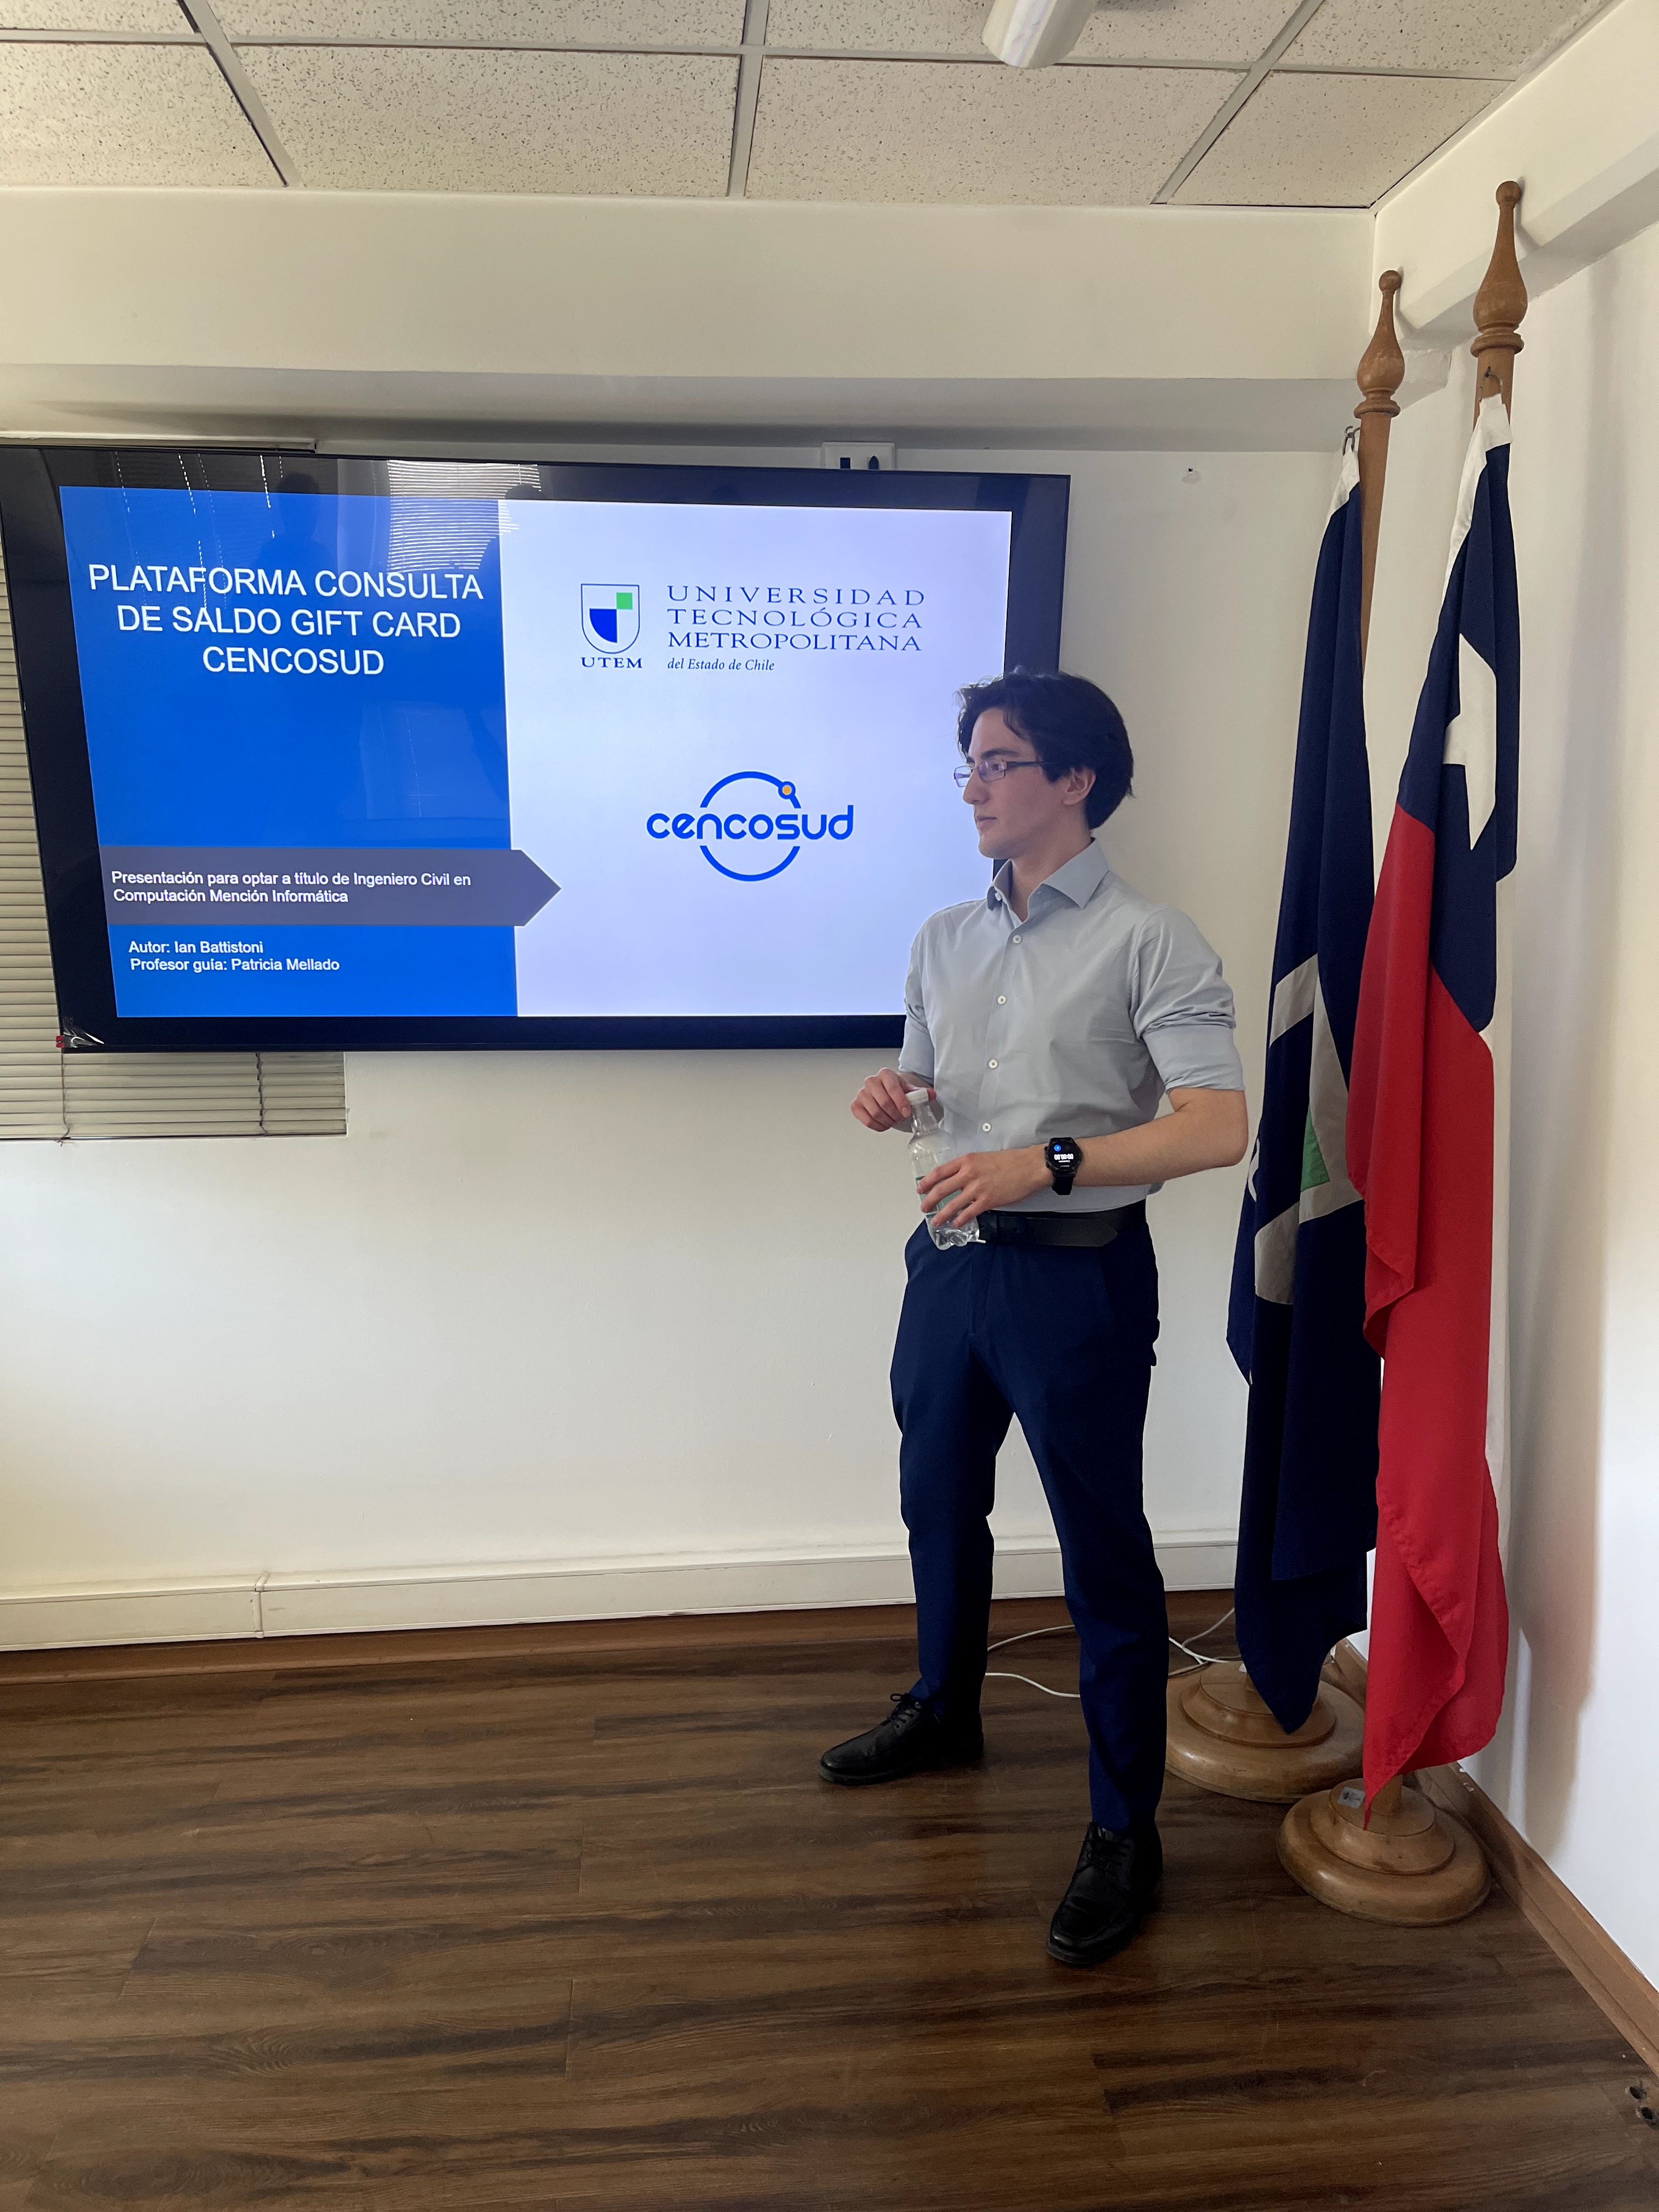 PLATAFORMA CONSULTA
DE SALDO GIFT CARD
CENCOSUD
Presentación para optar a título de Ingeniero Civil en
Computación Mención Informática
Autor: Ian Battistoni
Profesor guía: Patricia Mellado
UNIVERSIDAD
TECNOLÓGICA
METROPOLITANA
del Estado de Chile
UTEM
cencosud